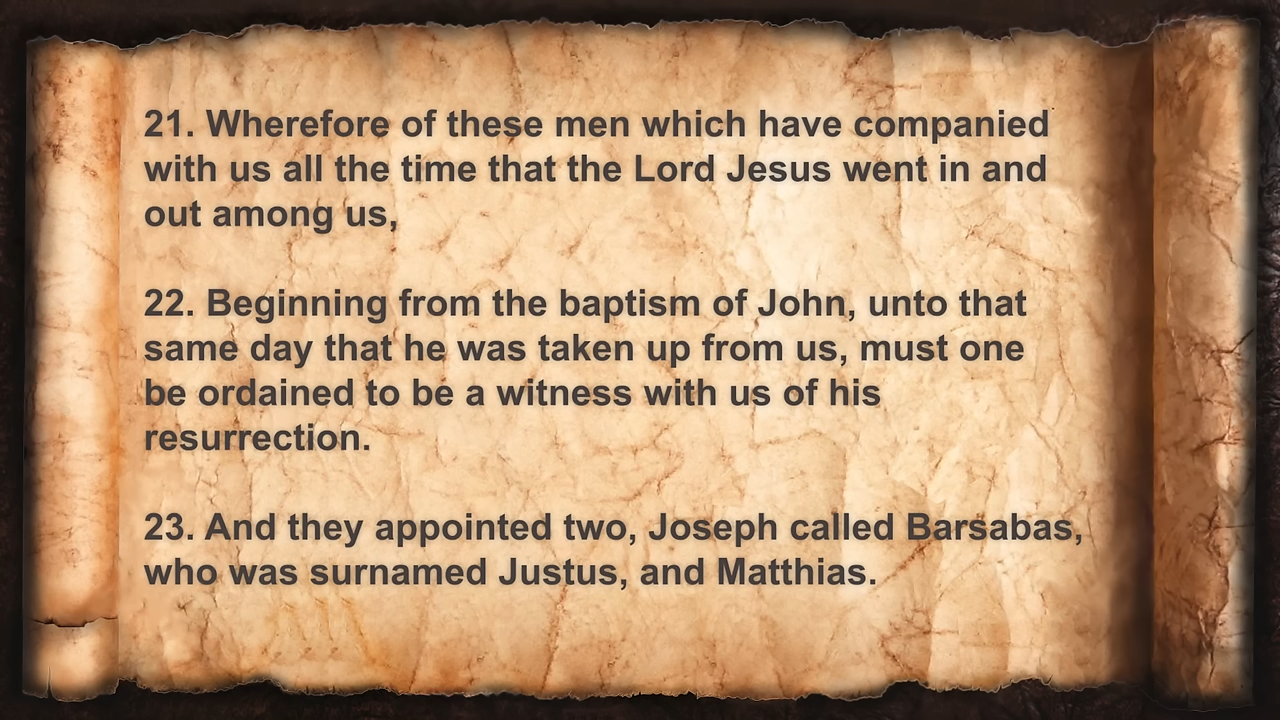 21. Wherefore of these men which have companied
with us all the time that the Lord Jesus went in and
out among us,
22. Beginning from the baptism of John, unto that
same day that he was taken up from us, must one
be ordained to be a witness with us of his
resurrection.
23. And they appointed two, Joseph called Barsabas,
who was surnamed Justus, and Matthias.